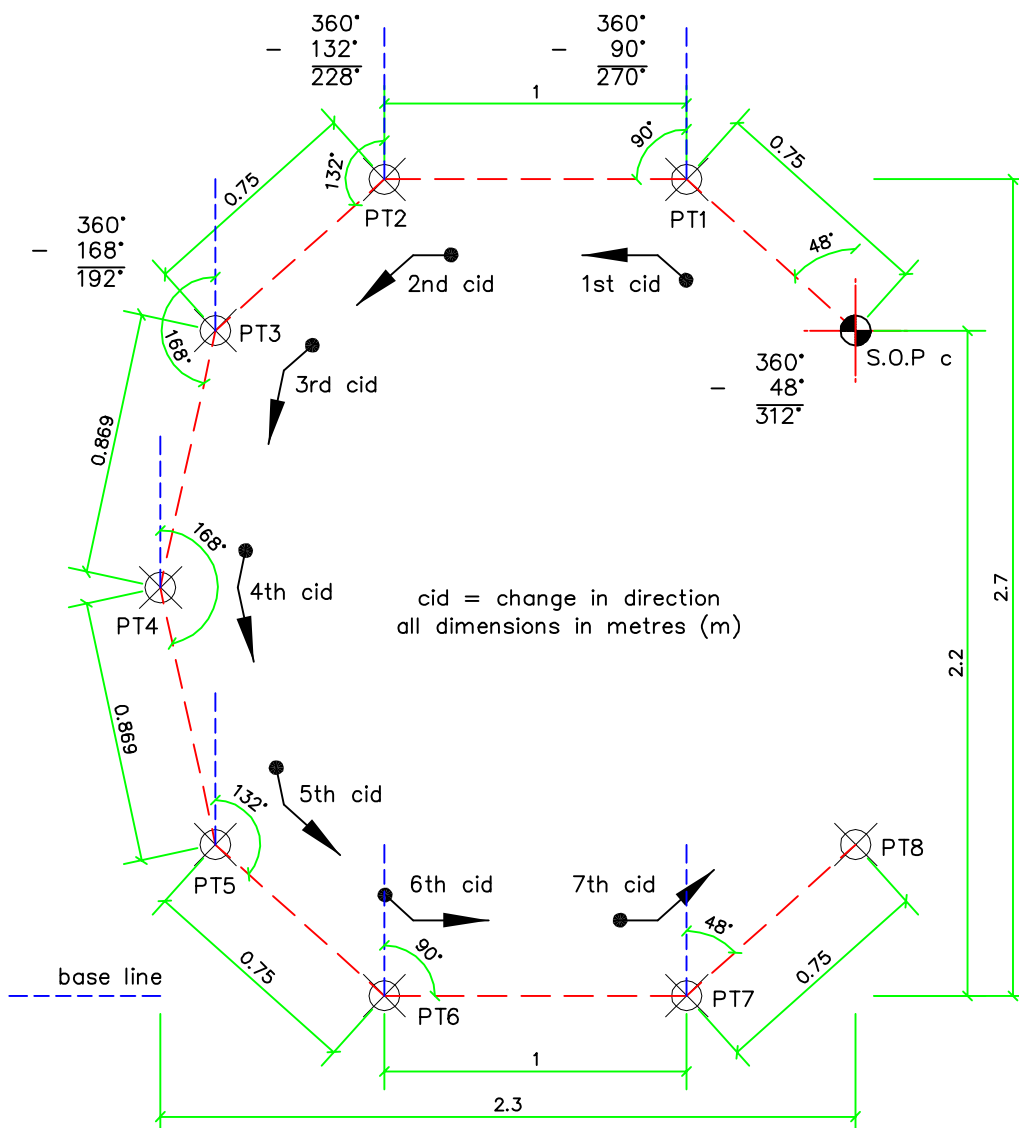 360°
- 132°
228°
360°
- 90°
270°
1
90°
0.75
132°
0.75
PT2
PT1
48°
360°
- 168°
192°
2nd cid
1st cid
PT3
168°
S.O.P c
360°
- 48°
312°
3rd cid
0.869
168°
4th cid
cid = change in direction
all dimensions in metres (m)
PT4
2.7
2.2
0.869
5th cid
132°
PT5
PT8
6th cid
7th cid
48°
90°
0.75
0.75
base line
PT6
PT7
1
2.3